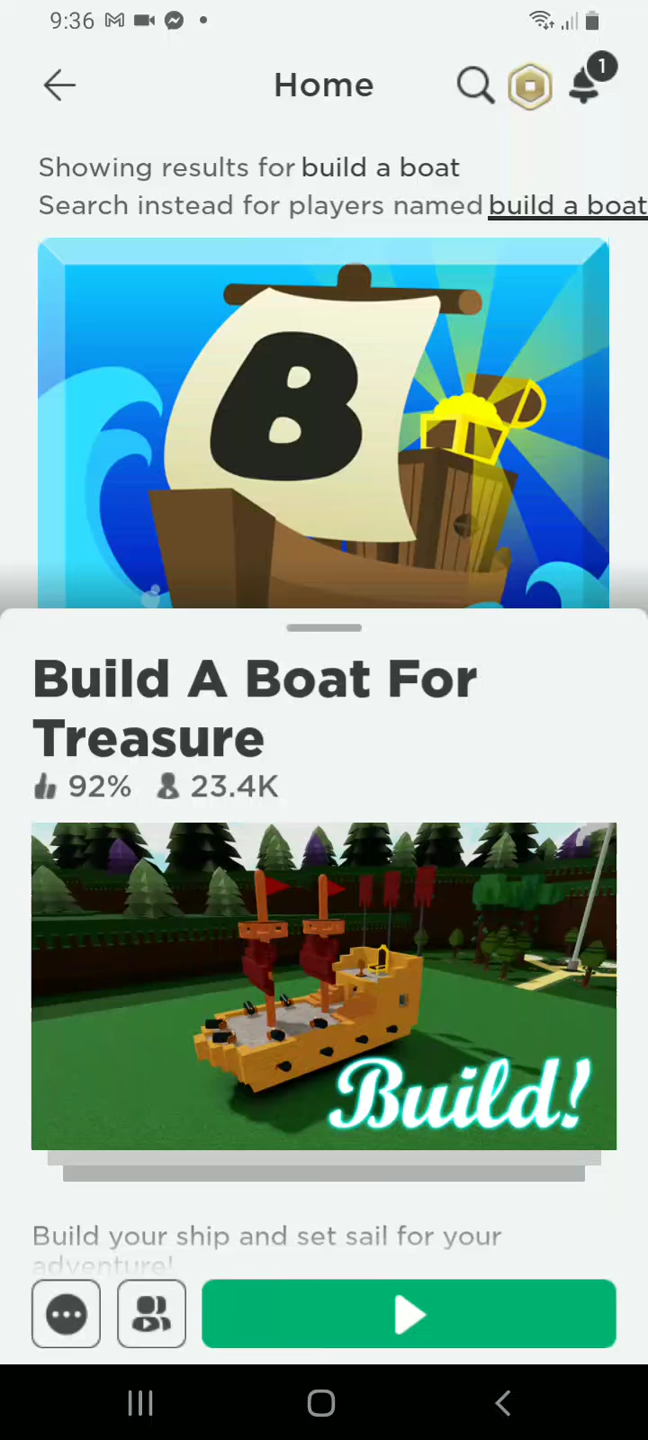 9:36
1
Home
Showing results for build a boat
Search instead for players named build a boat
B
Build A Boat For
Treasure
92% 23.4K
Build!
Build your ship and set sail for your
adventure!